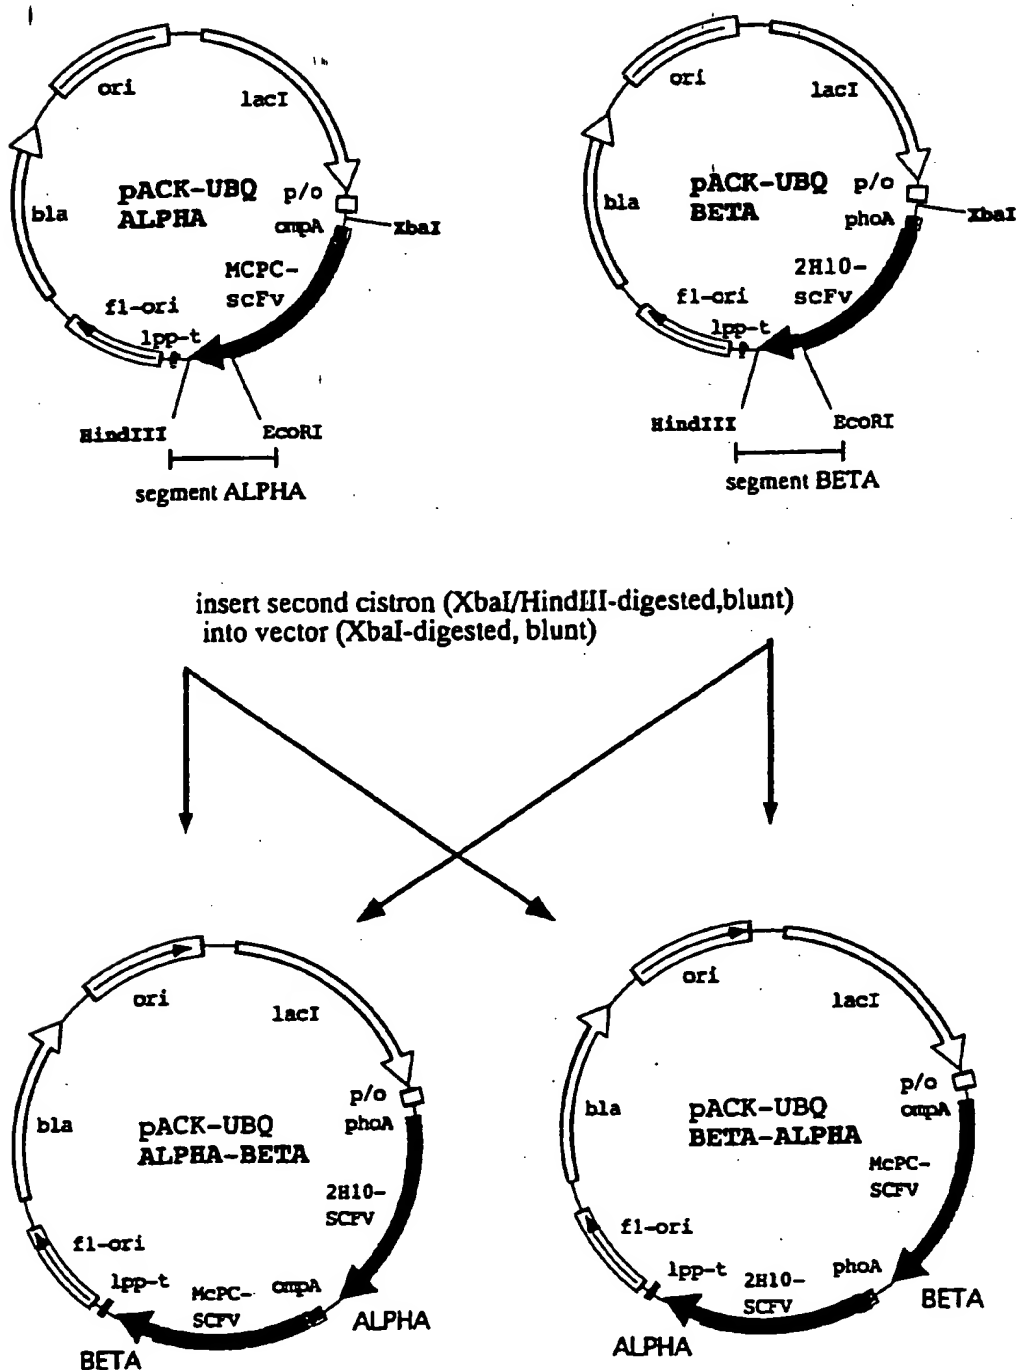 ori
lacI
pACK-UBQ
ALPHA
p/o
ompA
XbaI
bla
MCPC-
scFv
f1-ori
lpp-t
HindIII
EcoRI
segment ALPHA
ori
lacI
pACK-UBQ
BETA
p/o
phoA
XbaI
bla
2H10-
scFv
f1-ori
lpp-t
HindIII
EcoRI
segment BETA
insert second cistron (XbaI/HindIII-digested,blunt)
into vector (XbaI-digested, blunt)
ori
lacI
p/o
phoA
bla
pACK-UBQ
ALPHA-BETA
2H10-
SCFV
f1-ori
lpp-t
McPC-
SCFV
ompA
ALPHA
BETA
ori
lacI
p/o
ompA
bla
pACK-UBQ
BETA-ALPHA
McPC-
SCFV
f1-ori
lpp-t
2H10-
SCFV
phoA
BETA
ALPHA